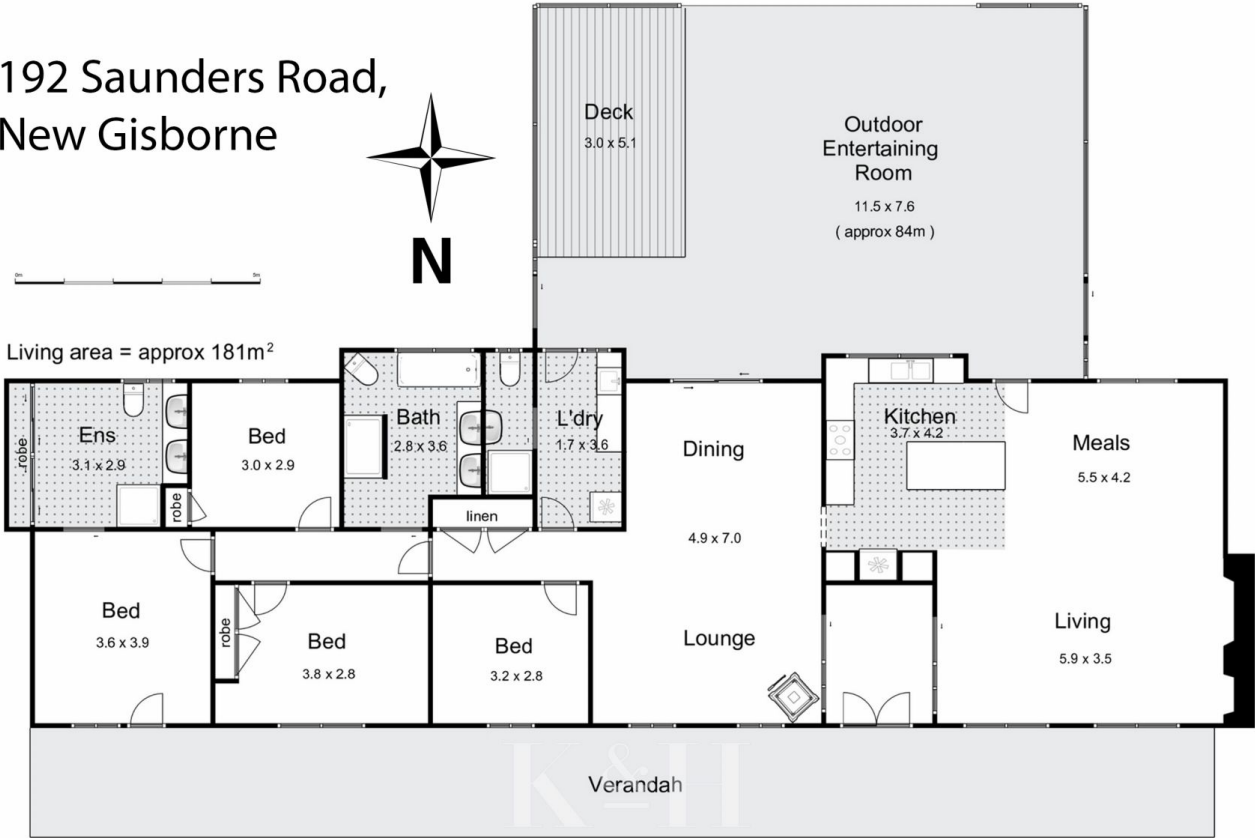 192 Saunders Road,
New Gisborne
N
0m
5m
Living area = approx 181m²
Deck
3.0 x 5.1
Outdoor
Entertaining
Room
11.5 x 7.6
( approx 84m )
robe
Ens
3.1 x 2.9
robe
Bed
3.0 x 2.9
Bath
2.8 x 3.6
linen
L'dry
1.7 x 3.6
Dining
4.9 x 7.0
Lounge
Kitchen
3.7 x 4.2
Meals
5.5 x 4.2
Living
5.9 x 3.5
Bed
3.6 x 3.9
robe
Bed
3.8 x 2.8
Bed
3.2 x 2.8
Verandah
K&H